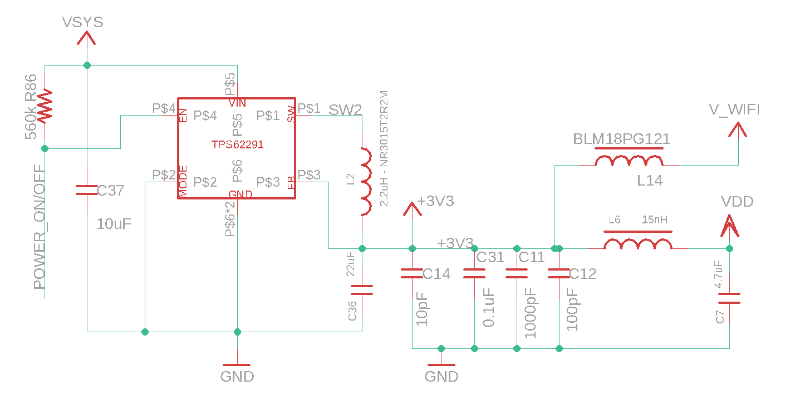 VSYS
560k R86
POWER_ON/OFF
C37
10uF
P$4
EN
P$4
P$2
MODE
P$2
P$5
VIN
P$5
TPS62291
P$6
GND
P$6*2
P$1
SW
P$1
SW2
P$3
FB
P$3
L2
2.2uH - NR3015T2R2M
22uF
C36
GND
+3V3
+3V3
C14
10pF
C31
0.1uF
C11
1000pF
C12
100pF
GND
BLM18PG121
L14
V_WIFI
L6 15nH
VDD
4.7uF
C7